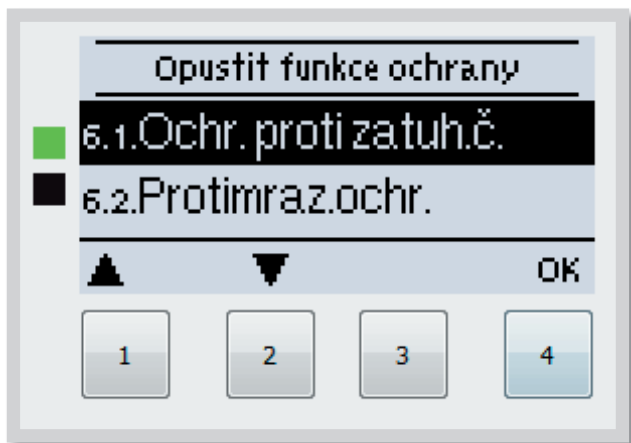 Opustit funkce ochrany
6.1.Ochr. proti zatuh.č.
6.2.Protimraz.ochr.
▲ ▼ OK
1 2 3 4